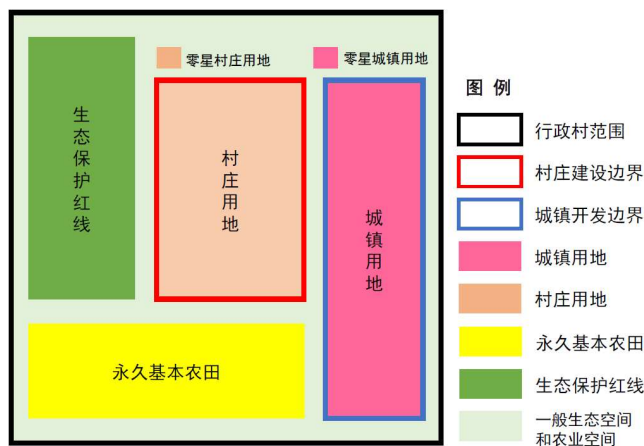 零星村庄用地
零星城镇用地
生态保护红线
村庄用地
城镇用地
永久基本农田
图 例
行政村范围
村庄建设边界
城镇开发边界
城镇用地
村庄用地
永久基本农田
生态保护红线
一般生态空间
和农业空间